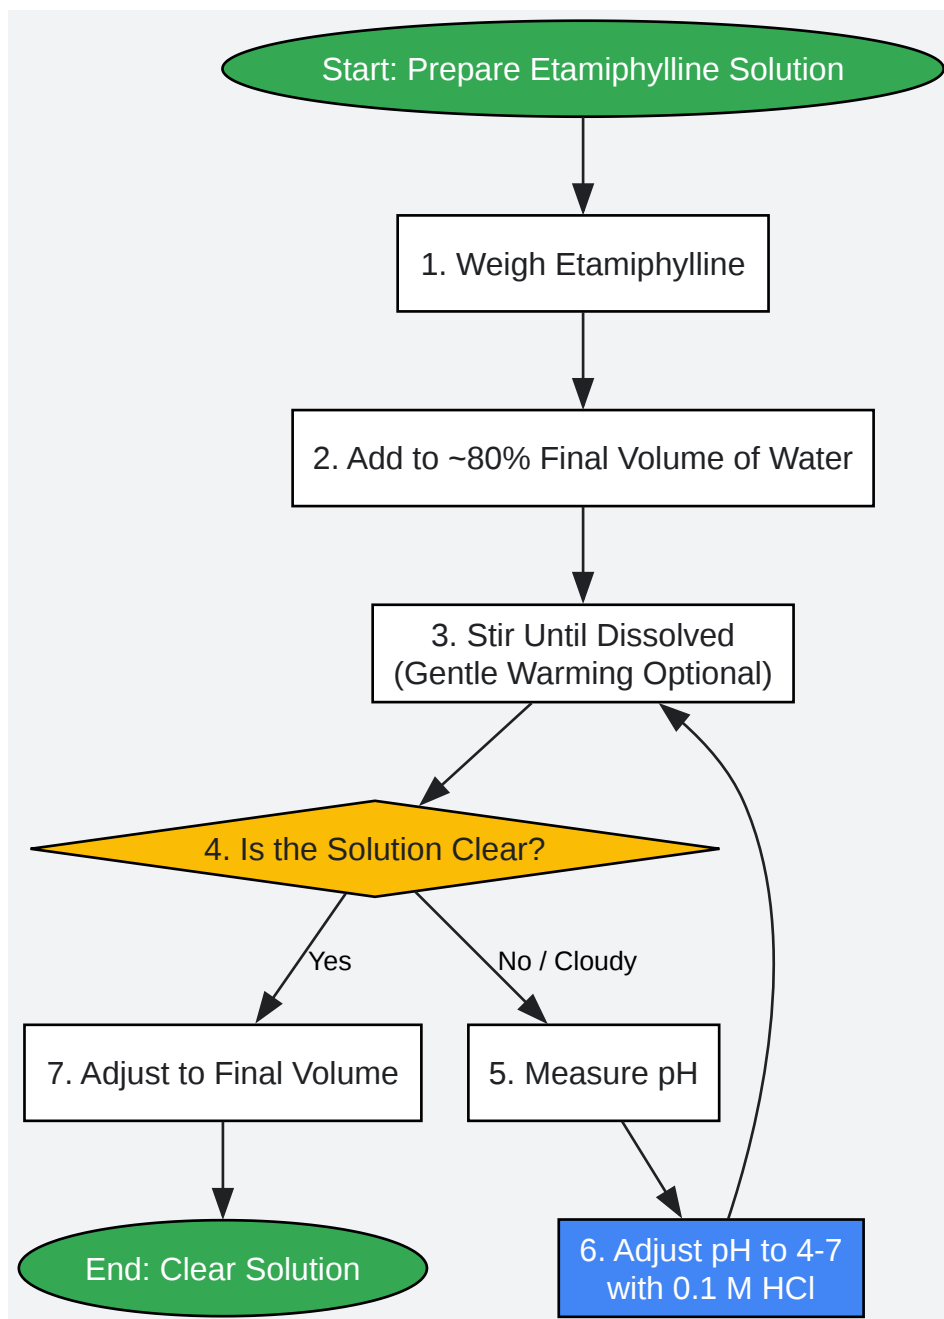 Start: Prepare Etamiphylline Solution
1. Weigh Etamiphylline
2. Add to ~80% Final Volume of Water
3. Stir Until Dissolved
(Gentle Warming Optional)
4. Is the Solution Clear?
Yes
No / Cloudy
7. Adjust to Final Volume
5. Measure pH
End: Clear Solution
6. Adjust pH to 4-7
with 0.1 M HCl